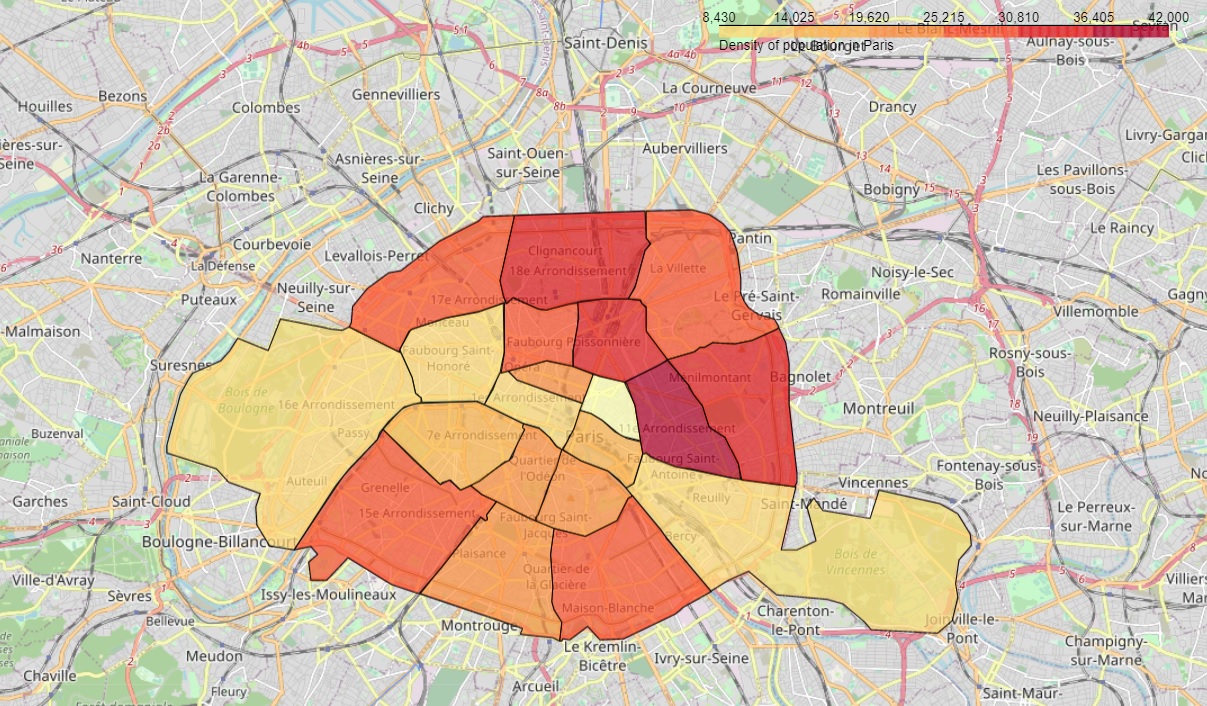 8,430 14,025 19,620 25,215 30,810 36,405 42,000
Density of population in Paris
Le Blanc-Mesnil
Sevran
Le Bourget
Aulnay-sous-
Bois
Saint-Denis
La Courneuve
Houilles
Bezons
Colombes
Gennevilliers
Drancy
Livry-Gargan
Asnières-sur-
Seine
Saint-Ouen-
sur-Seine
Aubervilliers
La Garenne-
Colombes
Bobigny
Les Pavillons-
sous-Bois
Clichy
Le Raincy
Pantin
Nanterre
Courbevoie
La Défense
Levallois-Perret
Clignancourt
18e Arrondissement
La Villette
Noisy-le-Sec
Puteaux
Neuilly-sur-
Seine
17e Arrondissement
Le Pré-Saint-
Gervais
Romainville
Gagny
Villemomble
Monceau
-Malmaison
Faubourg Saint-
Honoré
Faubourg Poissonnière
Opéra
Suresnes
Ménilmontant
Bagnolet
Rosny-sous-
Bois
Bois de
Boulogne
16e Arrondissement
1er Arrondissement
Montreuil
Neuilly-Plaisance
Buzenval
Passy
7e Arrondissement
Paris
11e Arrondissement
Quartier de
l'Odéon
Faubourg Saint-
Antoine
Fontenay-sous-
Bois
Auteuil
Grenelle
Vincennes
Garches
Saint-Cloud
15e Arrondissement
Faubourg Saint-
Jacques
Reuilly
Saint-Mandé
Le Perreux-
sur-Marne
Boulogne-Billancourt
Bercy
Plaisance
Bois de
Vincennes
Ville-d'Avray
Sèvres
Issy-les-Moulineaux
Quartier de
la Glacière
Maison-Blanche
Bellevue
Montrouge
Charenton-
le-Pont
Joinville-le-
Pont
Meudon
Le Kremlin-
Bicêtre
Ivry-sur-Seine
Champigny-
sur-Marne
Chaville
Fleury
Arcueil
Saint-Maur-